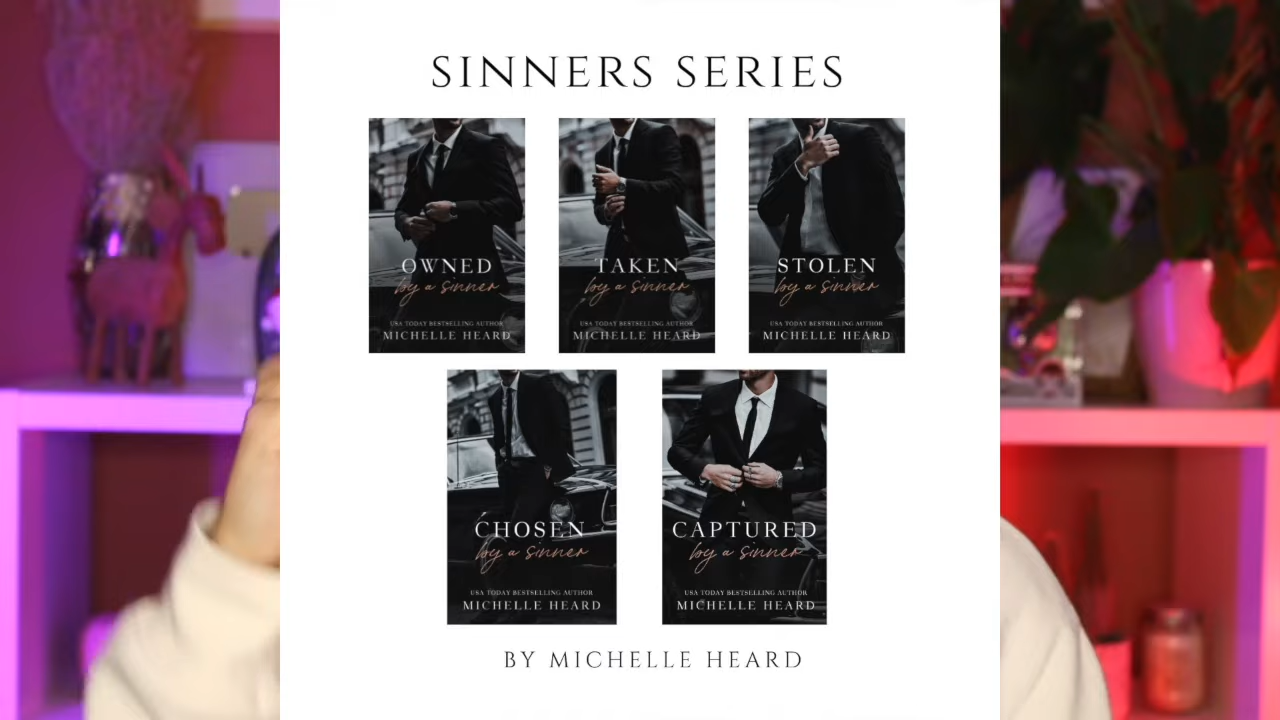 SINNERS SERIES
OWNED
by a sinner
USA TODAY BESTSELLING AUTHOR
MICHELLE HEARD
TAKEN
by a sinner
USA TODAY BESTSELLING AUTHOR
MICHELLE HEARD
STOLEN
by a sinner
USA TODAY BESTSELLING AUTHOR
MICHELLE HEARD
CHOSEN
by a sinner
USA TODAY BESTSELLING AUTHOR
MICHELLE HEARD
CAPTURED
by a sinner
USA TODAY BESTSELLING AUTHOR
MICHELLE HEARD
BY MICHELLE HEARD